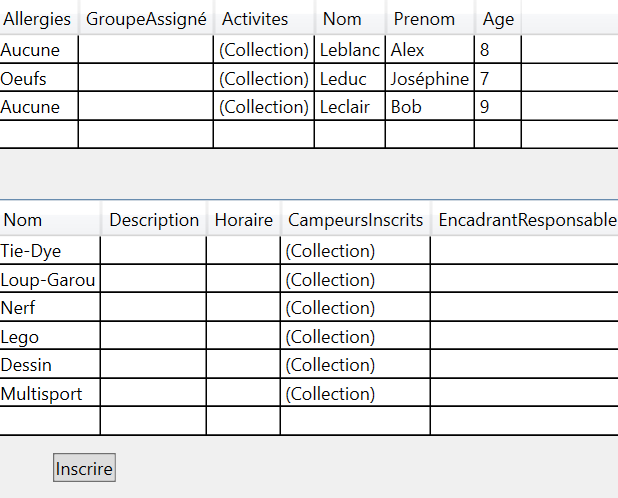 Allergies GroupeAssigné Activites Nom Prenom Age
Aucune (Collection) Leblanc Alex 8
Oeufs (Collection) Leduc Joséphine 7
Aucune (Collection) Leclair Bob 9
Nom Description Horaire CampeursInscrits EncadrantResponsable
Tie-Dye (Collection)
Loup-Garou (Collection)
Nerf (Collection)
Lego (Collection)
Dessin (Collection)
Multisport (Collection)
Inscrire